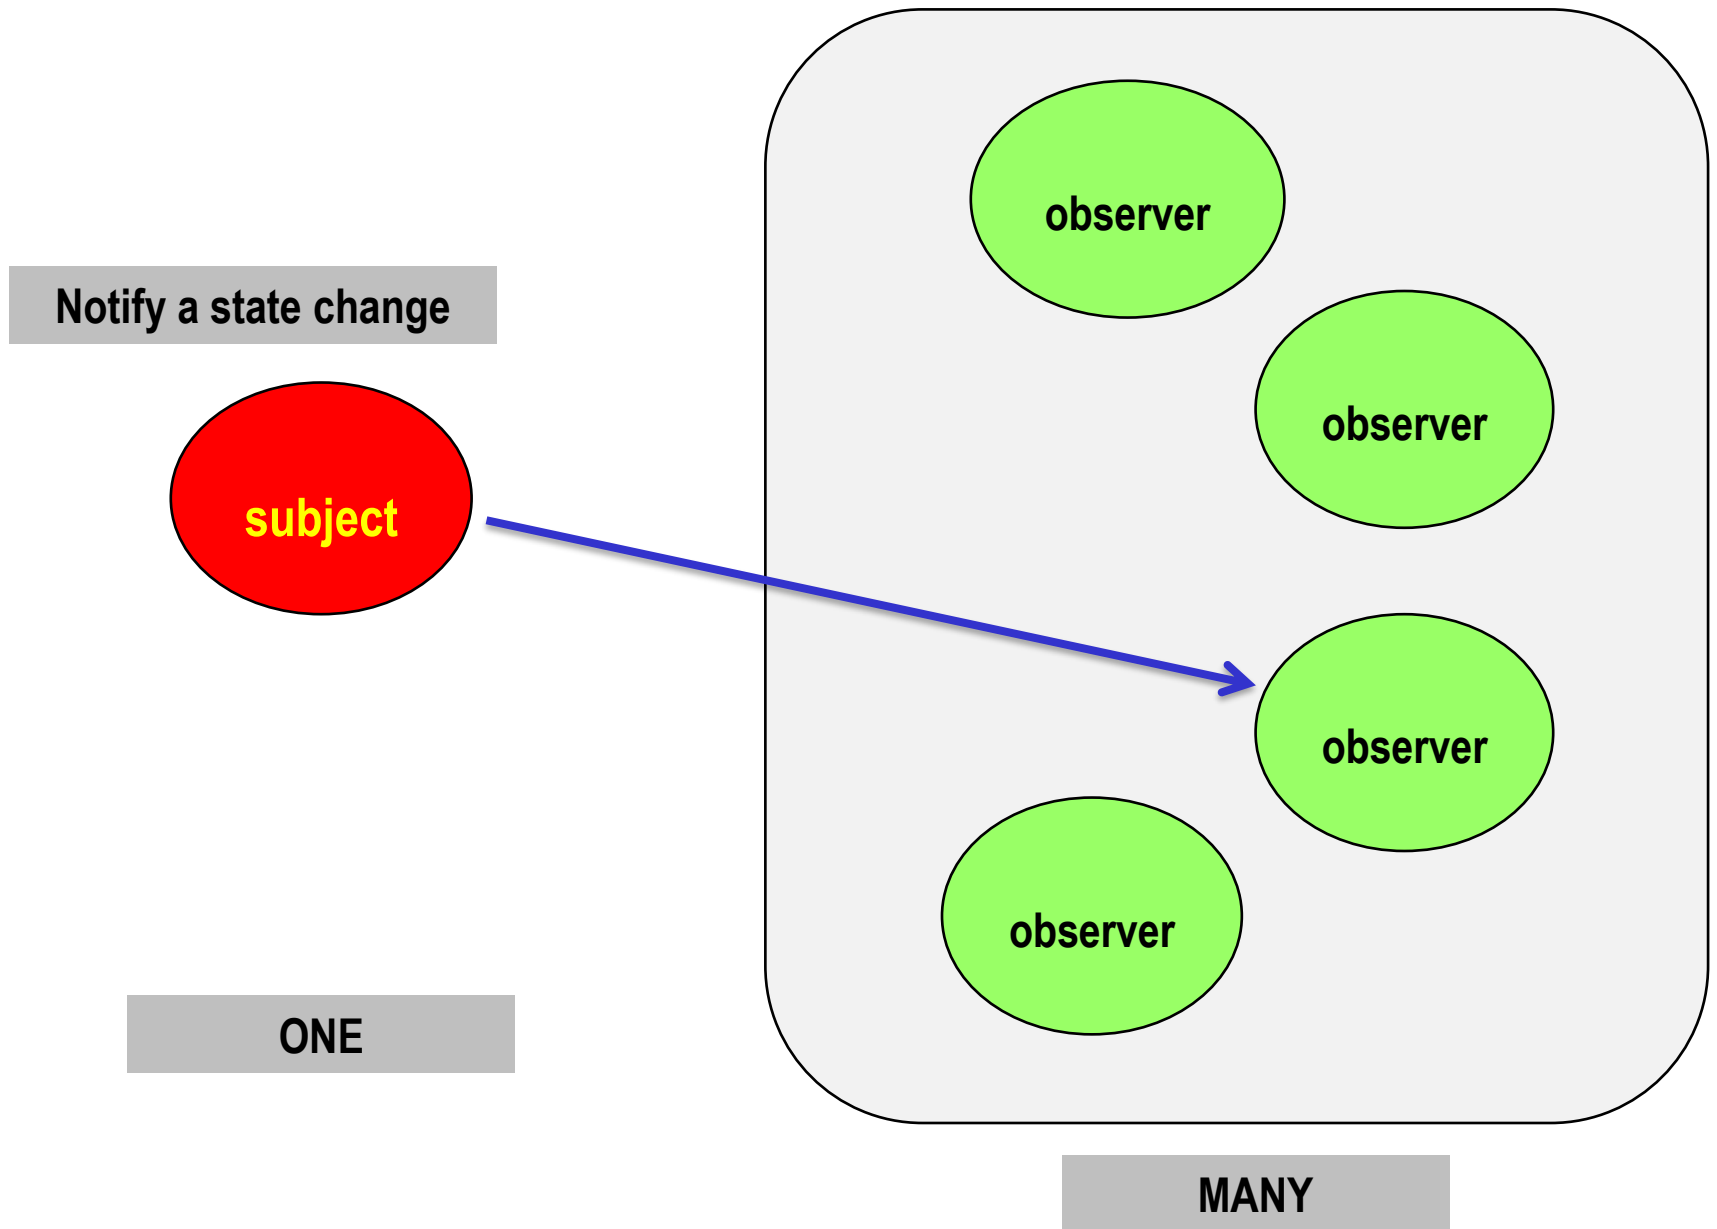 Notify a state change
subject
ONE
observer
observer
observer
observer
MANY